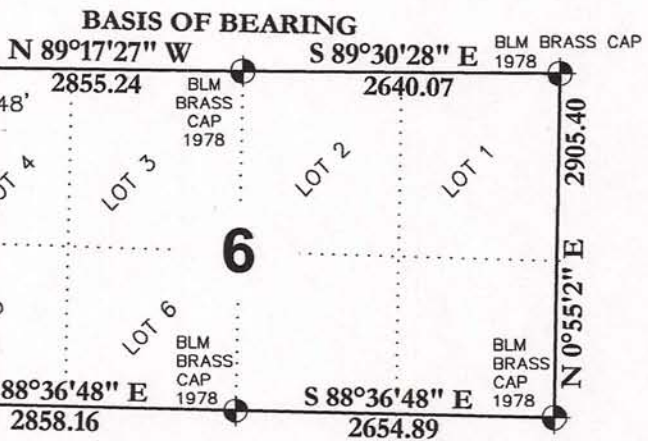 BASIS OF BEARING
N 89°17'27" W
S 89°30'28" E
BLM BRASS CAP
1978
2855.24
BLM
BRASS
CAP
1978
2640.07
48'
2905.40
LOT 3
LOT 2
LOT 1
6
N 0°55'2" E
LOT 6
BLM
BRASS
CAP
1978
BLM
BRASS
CAP
1978
88°36'48" E
S 88°36'48" E
2858.16
2654.89